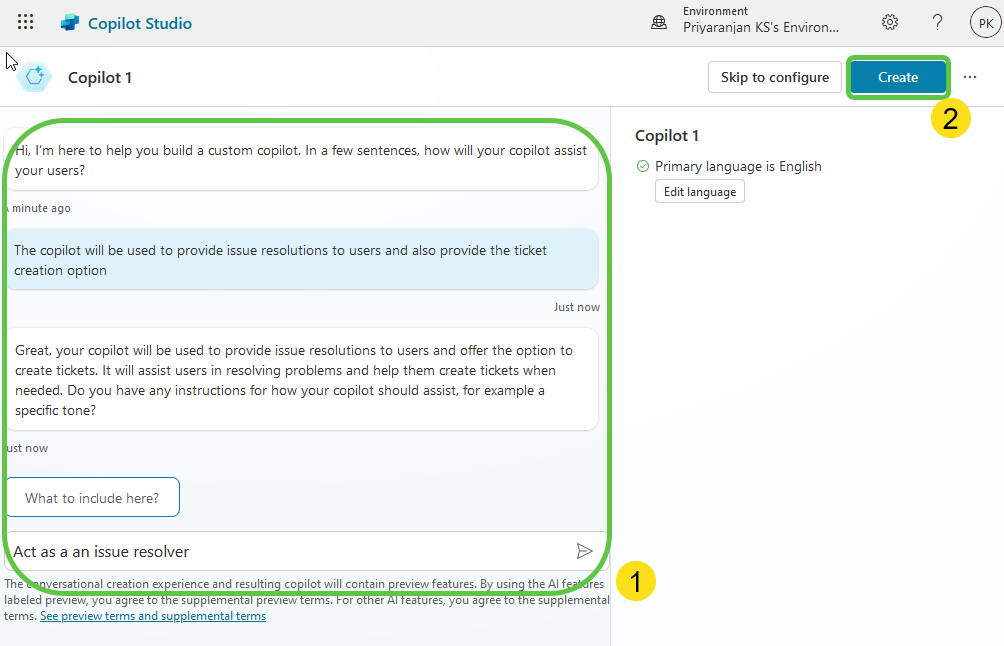 Copilot Studio
Environment
Priyaranjan KS's Environ...
?
PK
Copilot 1
Skip to configure
Create
...
2
Hi, I'm here to help you build a custom copilot. In a few sentences, how will your copilot assist
your users?
A minute ago
The copilot will be used to provide issue resolutions to users and also provide the ticket
creation option
Just now
Great, your copilot will be used to provide issue resolutions to users and offer the option to
create tickets. It will assist users in resolving problems and help them create tickets when
needed. Do you have any instructions for how your copilot should assist, for example a
specific tone?
Just now
What to include here?
Act as a an issue resolver
1
The conversational creation experience and resulting copilot will contain preview features. By using the AI features
labeled preview, you agree to the supplemental preview terms. For other AI features, you agree to the supplemental
terms. See preview terms and supplemental terms
Copilot 1
Primary language is English
Edit language